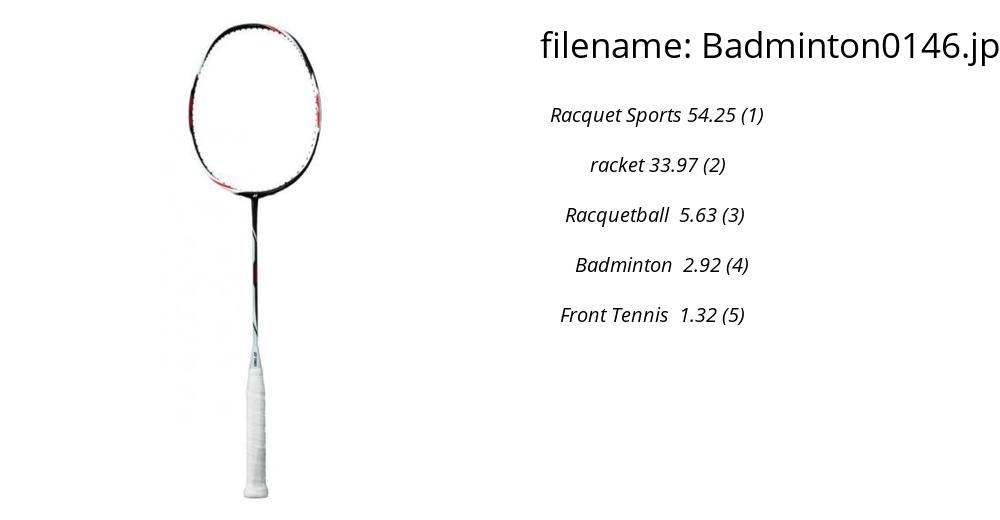 filename: Badminton0146.jp
Racquet Sports 54.25 (1)
racket 33.97 (2)
Racquetball 5.63 (3)
Badminton 2.92 (4)
Front Tennis 1.32 (5)